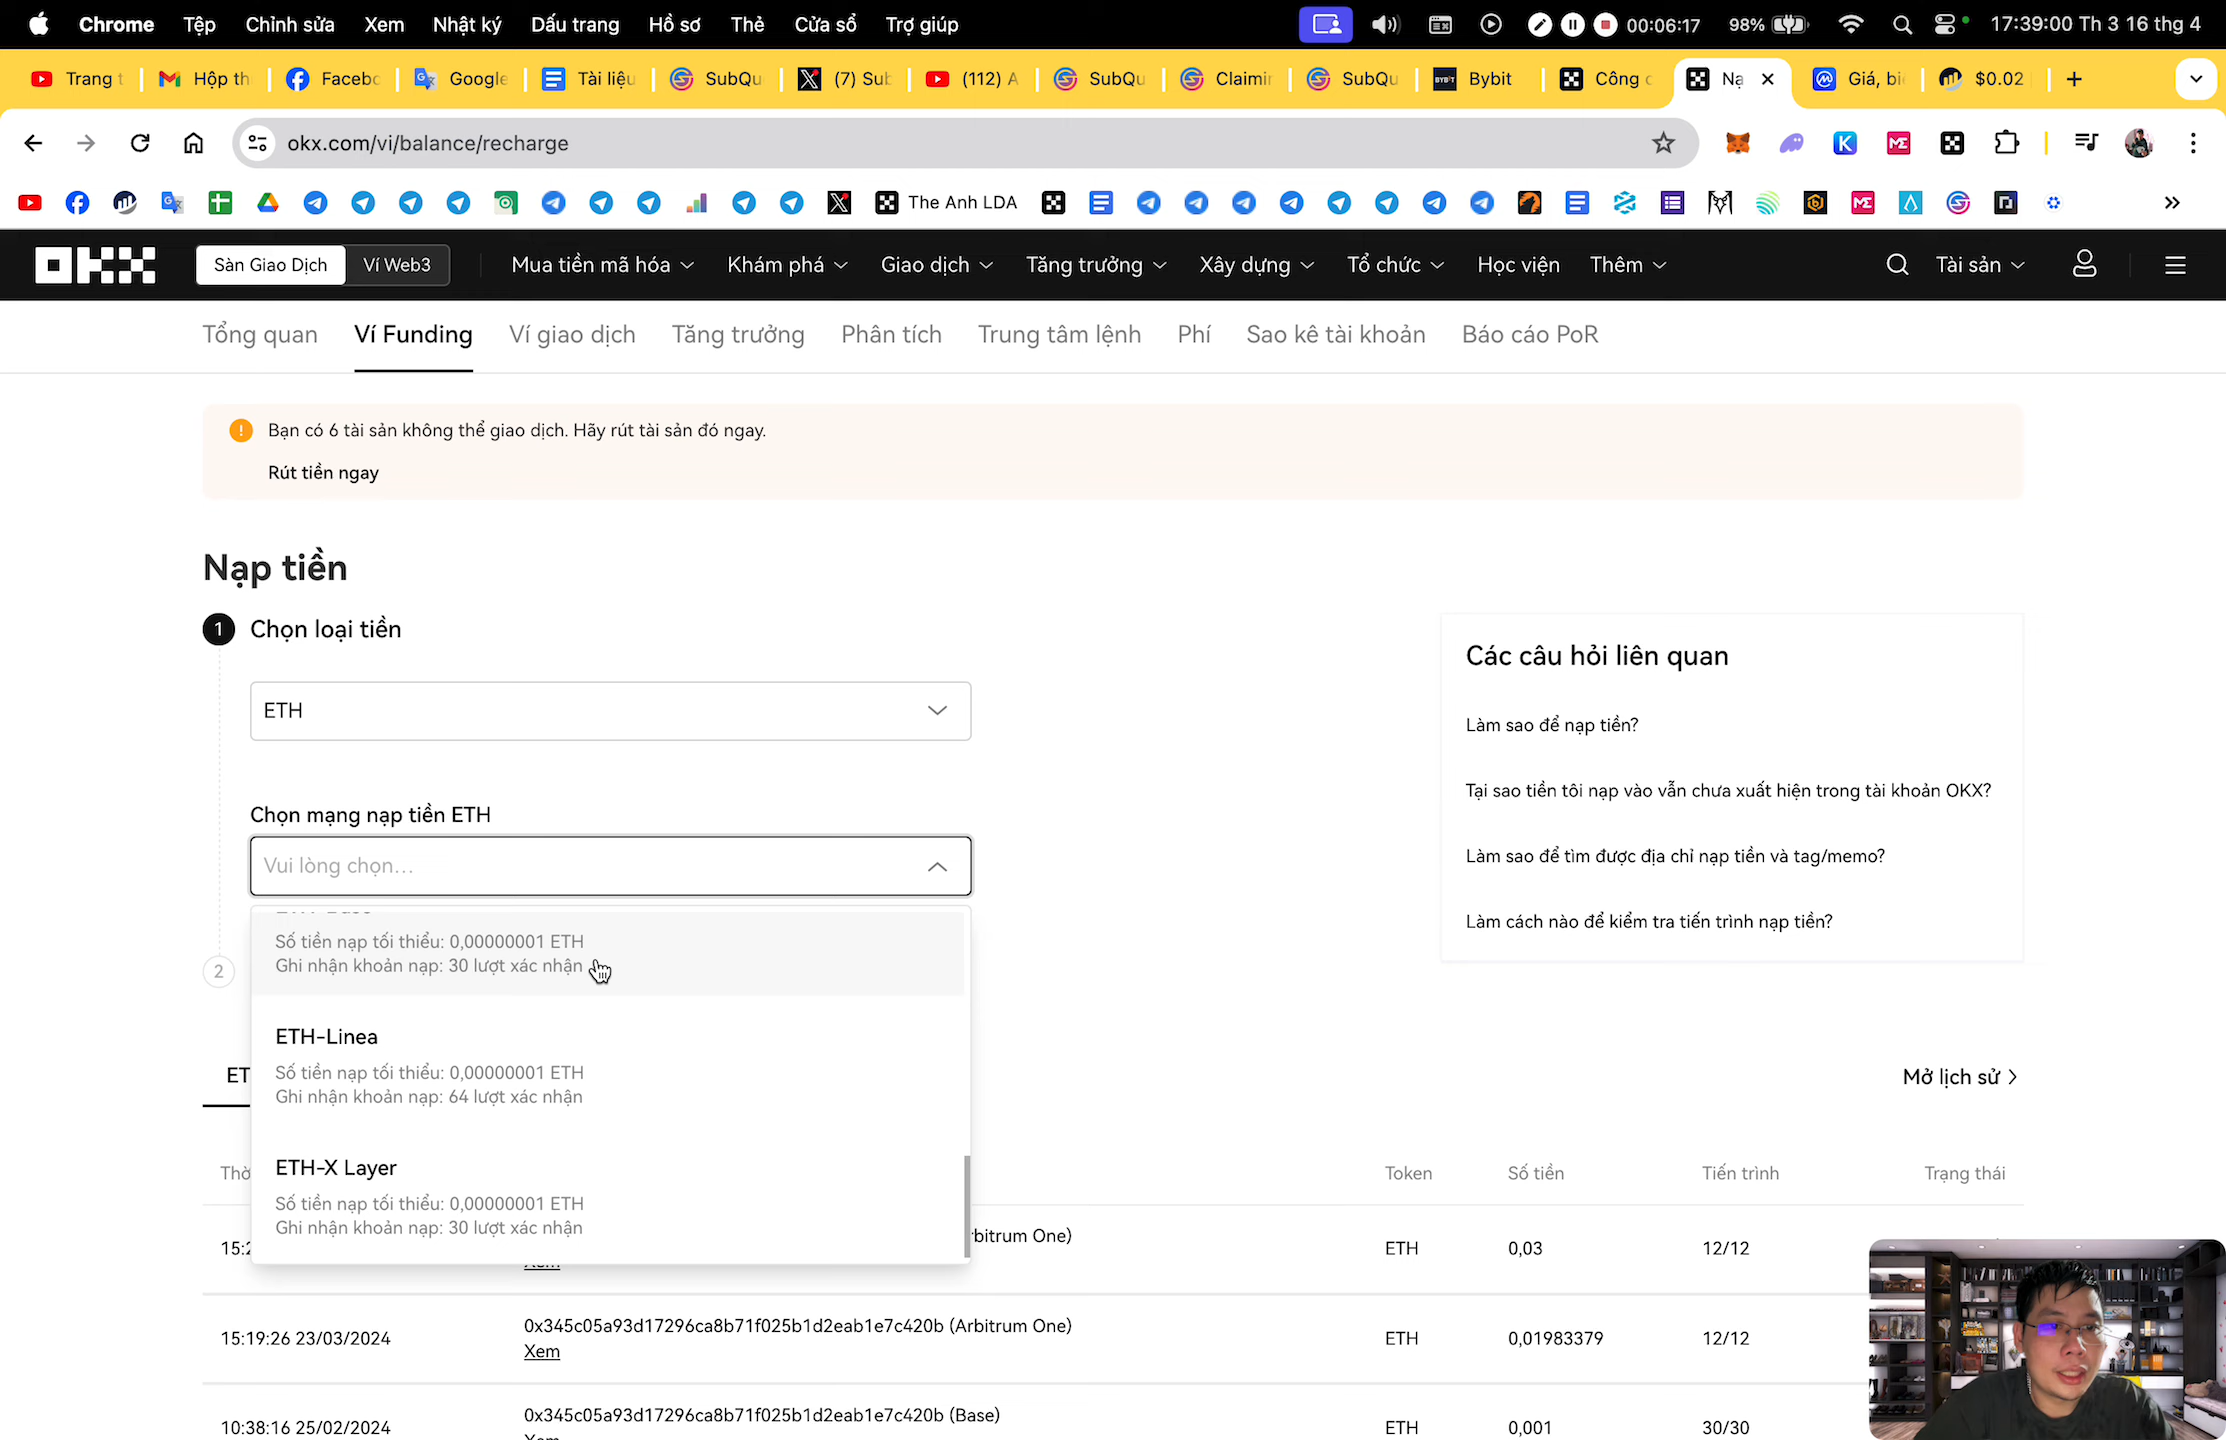 Chrome Tệp Chỉnh sửa Xem Nhật ký Dấu trang Hồ sơ Thẻ Cửa sổ Trợ giúp 00:06:17 98% 17:39:00 Th 3 16 thg 4
Trang t Hộp th Facebo Google Tài liệu SubQu (7) Sub (112) A SubQu Claimin SubQu Bybit Công c Nạ Giá, bi $0.02
okx.com/vi/balance/recharge
The Anh LDA
OKX Sàn Giao Dịch Ví Web3 Mua tiền mã hóa Khám phá Giao dịch Tăng trưởng Xây dựng Tổ chức Học viện Thêm Tài sản
Tổng quan Ví Funding Ví giao dịch Tăng trưởng Phân tích Trung tâm lệnh Phí Sao kê tài khoản Báo cáo PoR
Bạn có 6 tài sản không thể giao dịch. Hãy rút tài sản đó ngay.
Rút tiền ngay
Nạp tiền
1 Chọn loại tiền
ETH
Chọn mạng nạp tiền ETH
Vui lòng chọn...
Số tiền nạp tối thiểu: 0,00000001 ETH
Ghi nhận khoản nạp: 30 lượt xác nhận
2
ETH-Linea
Số tiền nạp tối thiểu: 0,00000001 ETH
Ghi nhận khoản nạp: 64 lượt xác nhận
ETH-X Layer
Số tiền nạp tối thiểu: 0,00000001 ETH
Ghi nhận khoản nạp: 30 lượt xác nhận
Các câu hỏi liên quan
Làm sao để nạp tiền?
Tại sao tiền tôi nạp vào vẫn chưa xuất hiện trong tài khoản OKX?
Làm sao để tìm được địa chỉ nạp tiền và tag/memo?
Làm cách nào để kiểm tra tiến trình nạp tiền?
ET Mở lịch sử
Thờ Token Số tiền Tiến trình Trạng thái
15:2 bitrum One) ETH 0,03 12/12
15:19:26 23/03/2024 0x345c05a93d17296ca8b71f025b1d2eab1e7c420b (Arbitrum One) ETH 0,01983379 12/12
Xem
10:38:16 25/02/2024 0x345c05a93d17296ca8b71f025b1d2eab1e7c420b (Base) ETH 0,001 30/30